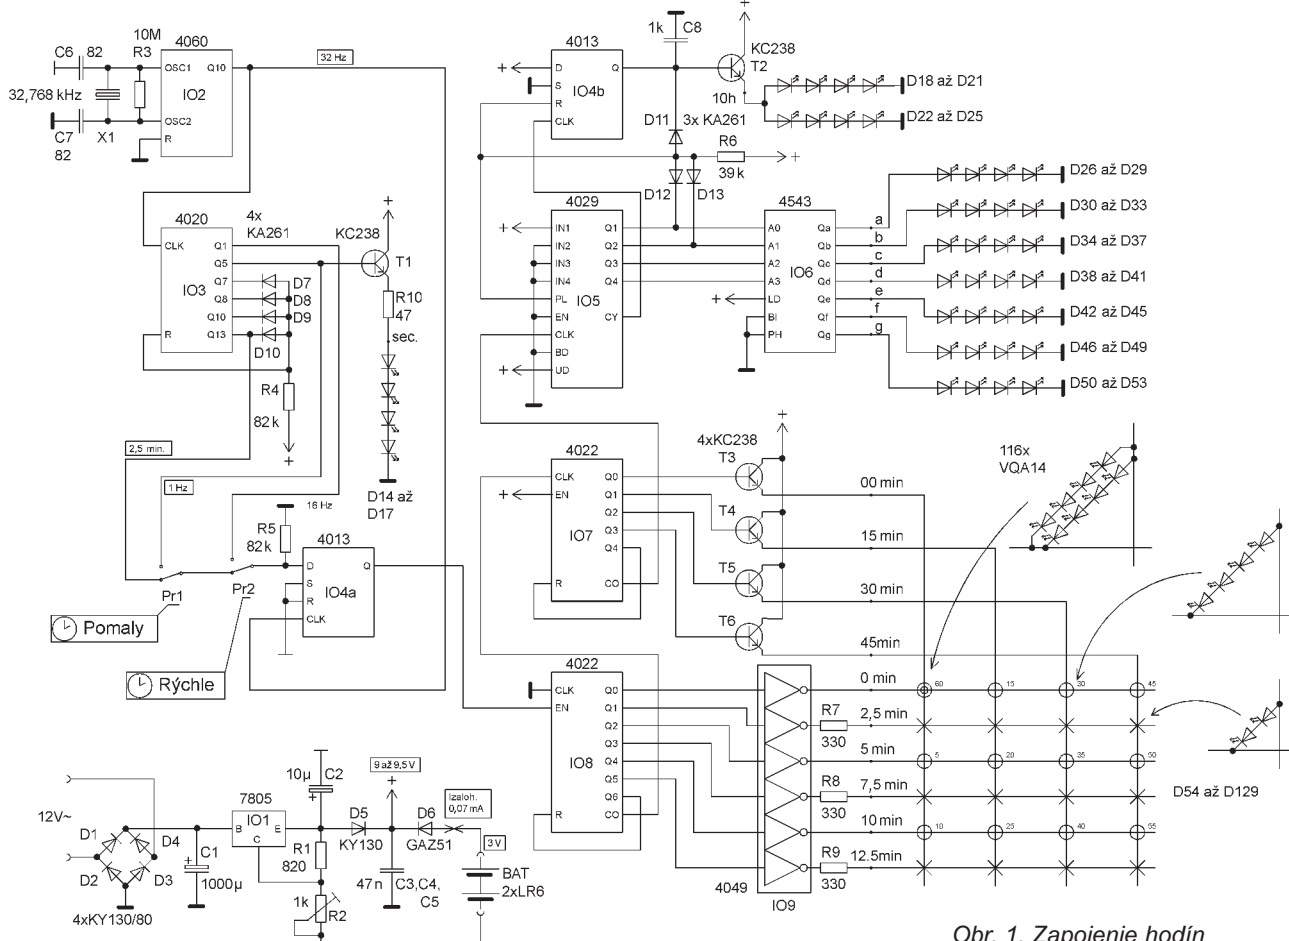 C6 82
10M
R3
4060
OSC1 Q10
IO2
OSC2
R
32,768 kHz
C7
82
X1
32 Hz
4020
4x
KA261
CLK Q1
Q5
Q7
IO3 Q8
Q10
R Q13
D7
D8
D9
D10
R4
82k
+
KC238
T1
R10
47
sec.
D14 až
D17
2,5 min.
1 Hz
16 Hz
R5
82k
4013
D Q
S
IO4a
R
CLK
Pr1
Pr2
Pomaly
Rýchle
1k C8
4013
D Q
S IO4b
R
CLK
KC238
T2
10h
D18 až D21
D22 až D25
D11
3x KA261
R6
39k
D12 D13
4029
IN1 Q1
IN2 Q2
IN3 Q3
IN4 Q4
IO5
PL
EN CY
CLK
BD
UD
4543
A0 Qa
A1 Qb
A2 Qc
IO6
A3 Qd
LD Qe
BI Qf
PH Qg
a
b
c
d
e
f
g
D26 až D29
D30 až D33
D34 až D37
D38 až D41
D42 až D45
D46 až D49
D50 až D53
4022
CLK Q0
EN Q1
Q2
IO7 Q3
Q4
R CO
4xKC238
T3
T4
T5
T6
00 min
15 min
30 min
45min
116x
VQA14
4022
CLK Q0
EN Q1
Q2
Q3
IO8 Q4
Q5
Q6
R CO
4049
IO9
R7
330
R8
330
R9
330
0 min
2,5 min
5 min
7,5 min
10 min
12.5min
60 15 30 45
5 20 35 50
10 25 40 55
D54 až D129
12V~
D1 D4
D2 D3
4xKY130/80
C1
1000µ
7805
IO1
B E
C
10µ C2
R1
820
1k
R2
D5
KY130
9 až 9,5 V
47n
C3,C4,
C5
D6
GAZ51
Izaloh.
0,07 mA
3 V
BAT
2xLR6
Obr. 1. Zapojenie hodín